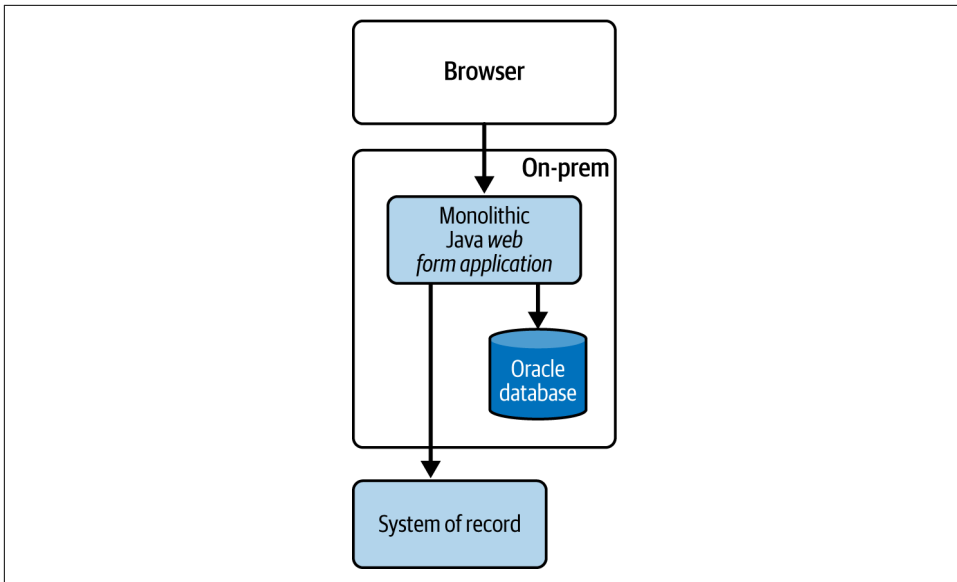 Browser
On-prem
Monolithic
Java web
form application
Oracle
database
System of record